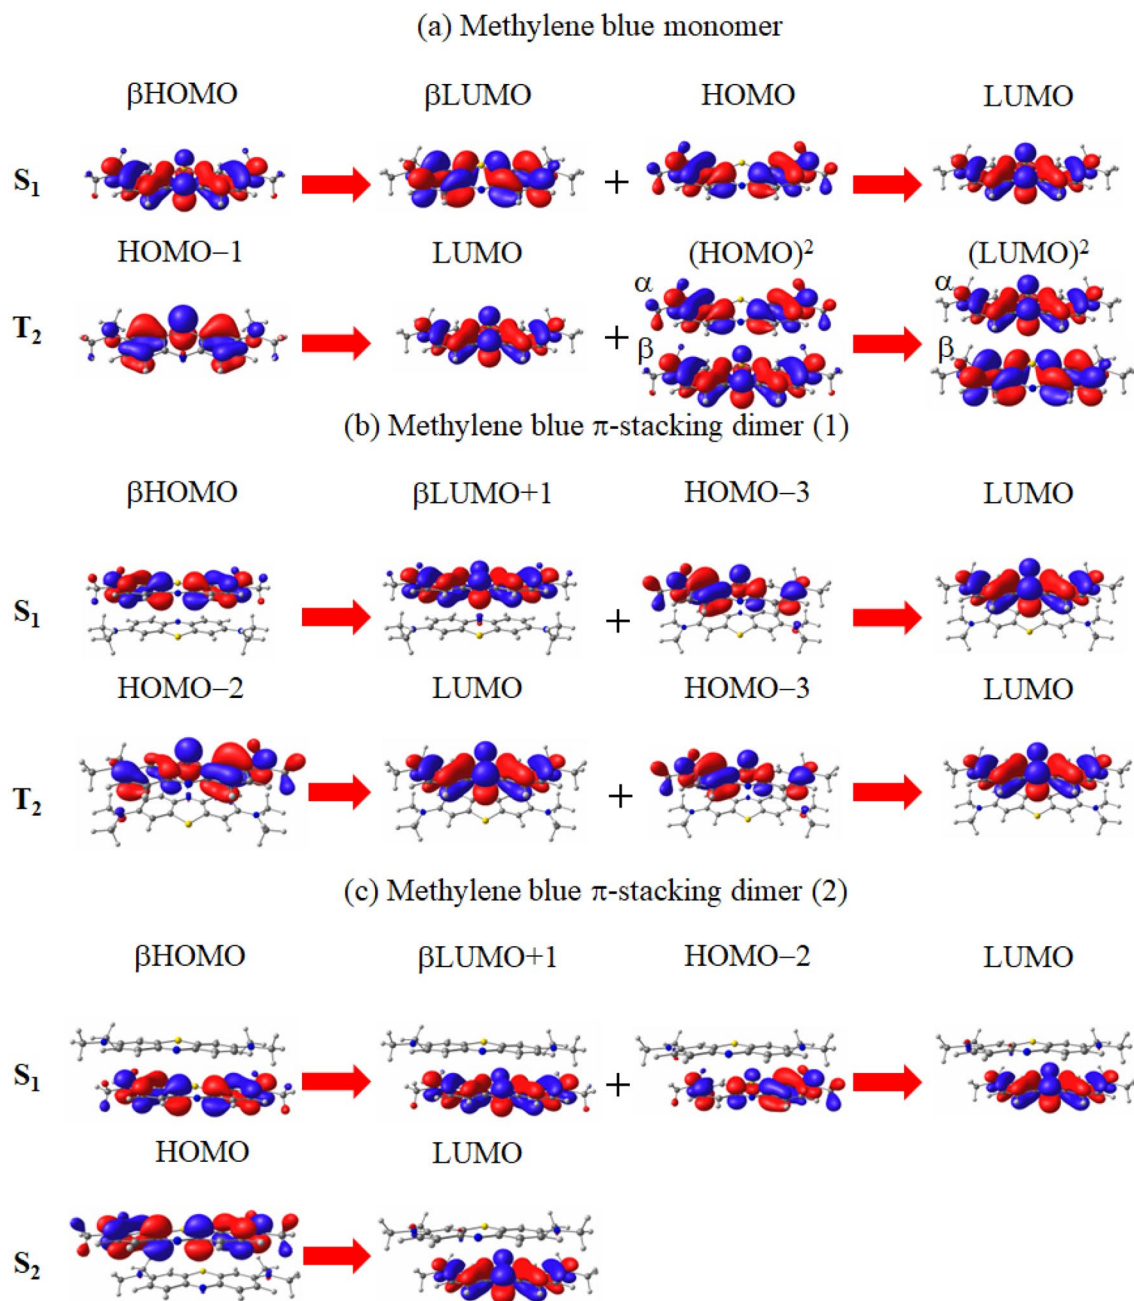 (a) Methylene blue monomer
βHOMO βLUMO HOMO LUMO
S₁ +
HOMO−1 LUMO (HOMO)² (LUMO)²
α α
T₂ +
β β
(b) Methylene blue π-stacking dimer (1)
βHOMO βLUMO+1 HOMO−3 LUMO
S₁ +
HOMO−2 LUMO HOMO−3 LUMO
T₂ +
(c) Methylene blue π-stacking dimer (2)
βHOMO βLUMO+1 HOMO−2 LUMO
S₁ +
HOMO LUMO
S₂